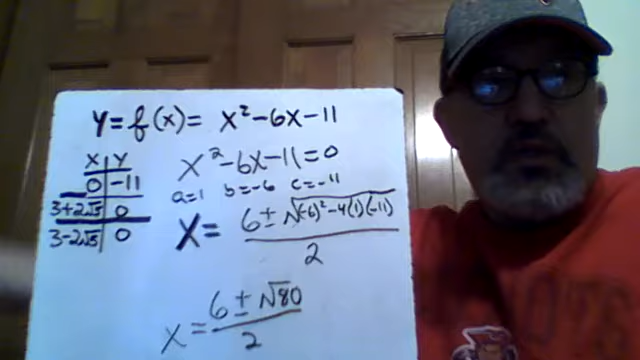 y = f(x) = x² - 6x - 11
x | y
0 | -11
3+2√5 | 0
3-2√5 | 0
x² - 6x - 11 = 0
a=1 b=-6 c=-11
x = 6 ± √(-6)² - 4(1)(-11) / 2
x = 6 ± √80 / 2